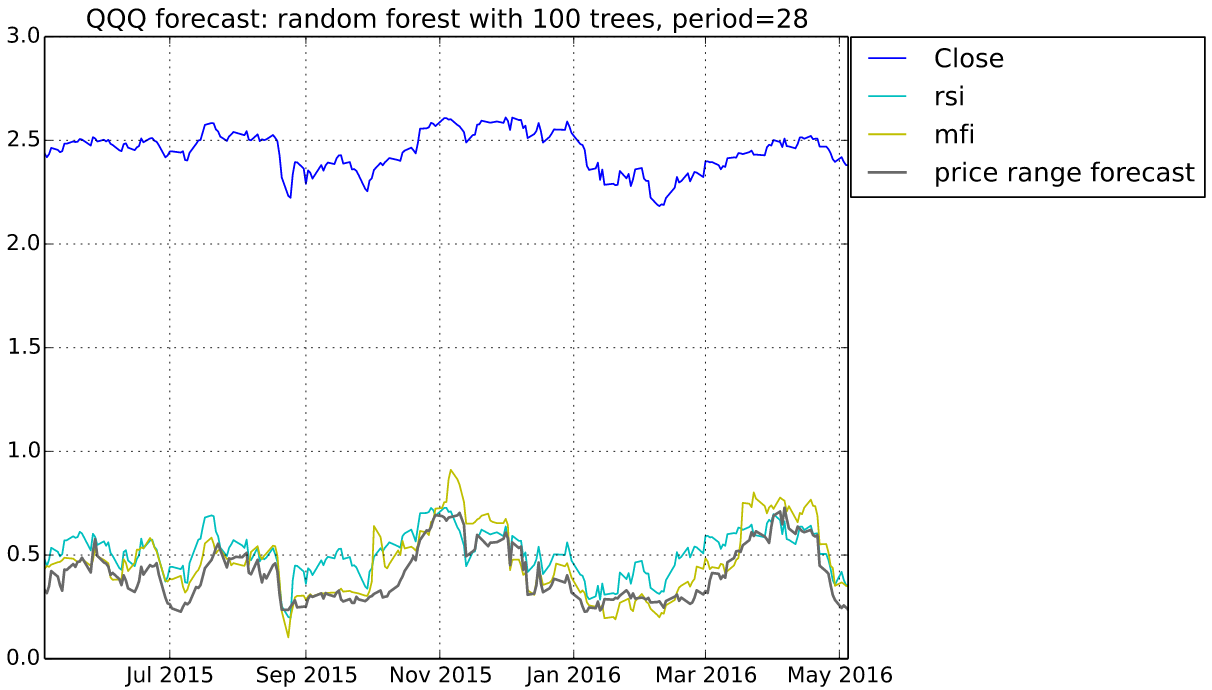 QQQ forecast: random forest with 100 trees, period=28
3.0
2.5
2.0
1.5
1.0
0.5
0.0
Jul 2015 Sep 2015 Nov 2015 Jan 2016 Mar 2016 May 2016
Close
rsi
mfi
price range forecast